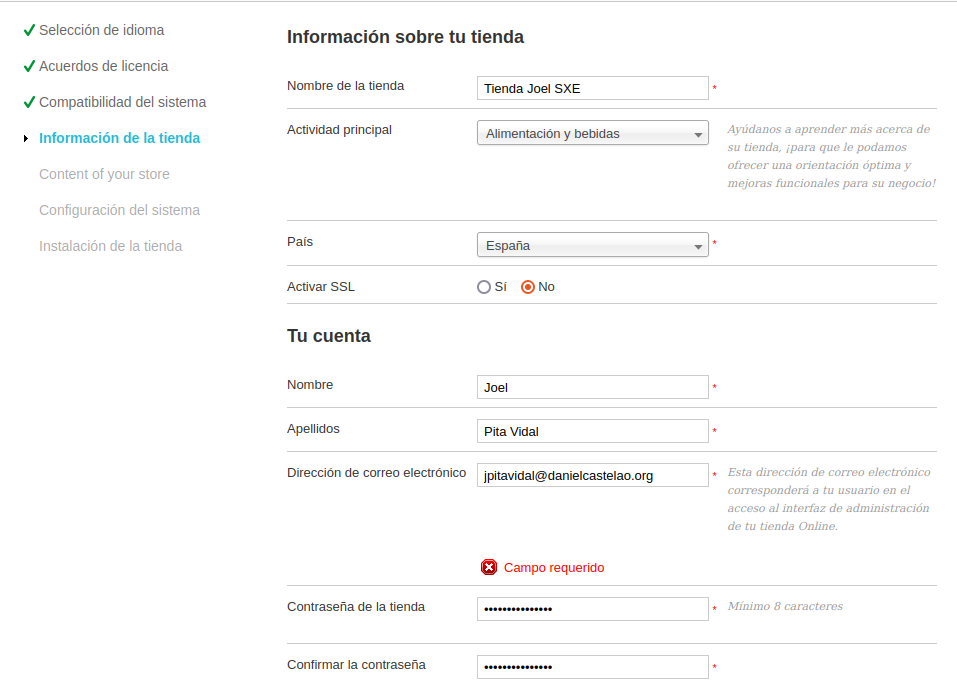 Selección de idioma
Acuerdos de licencia
Compatibilidad del sistema
Información de la tienda
Content of your store
Configuración del sistema
Instalación de la tienda
Información sobre tu tienda
Nombre de la tienda
Tienda Joel SXE
*
Actividad principal
Alimentación y bebidas
Ayúdanos a aprender más acerca de
su tienda, ¡para que le podamos
ofrecer una orientación óptima y
mejoras funcionales para su negocio!
País
España
*
Activar SSL
Sí
No
Tu cuenta
Nombre
Joel
*
Apellidos
Pita Vidal
*
Dirección de correo electrónico
jpitavidal@danielcastelao.org
*
Esta dirección de correo electrónico
corresponderá a tu usuario en el
acceso al interfaz de administración
de tu tienda Online.
Campo requerido
Contraseña de la tienda
•••••••••••••••
*
Mínimo 8 caracteres
Confirmar la contraseña
•••••••••••••••
*